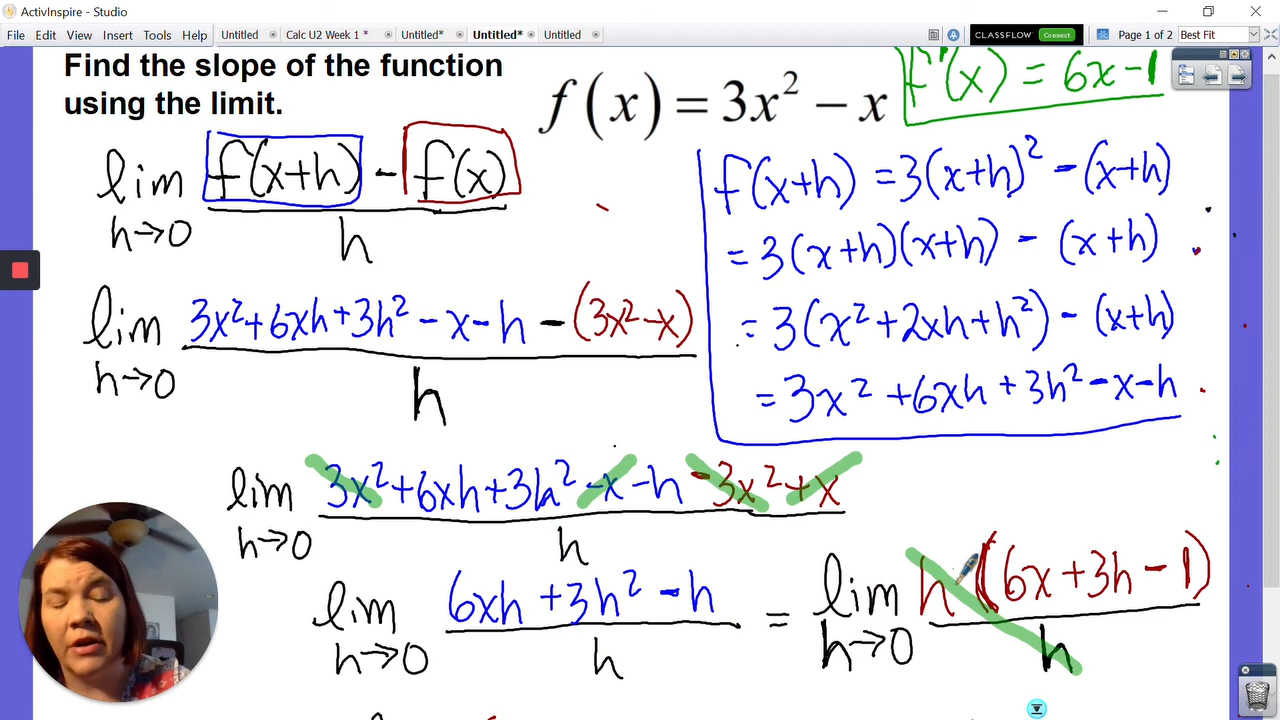 ActivInspire - Studio
File Edit View Insert Tools Help Untitled Calc U2 Week 1 * Untitled* Untitled* Untitled CLASSFLOW Connect Page 1 of 2 Best Fit
Find the slope of the function
using the limit.
f(x) = 3x² − x
f'(x) = 6x-1
lim h→0 f(x+h) - f(x) / h
f(x+h) = 3(x+h)² - (x+h)
= 3(x+h)(x+h) - (x+h)
= 3(x²+2xh+h²) - (x+h)
= 3x² +6xh +3h² -x-h
lim h→0 3x²+6xh+3h² -x-h -(3x²-x) / h
lim h→0 3x²+6xh+3h² -x -h -3x² +x / h
lim h→0 6xh +3h² -h / h = lim h→0 h (6x+3h-1) / h